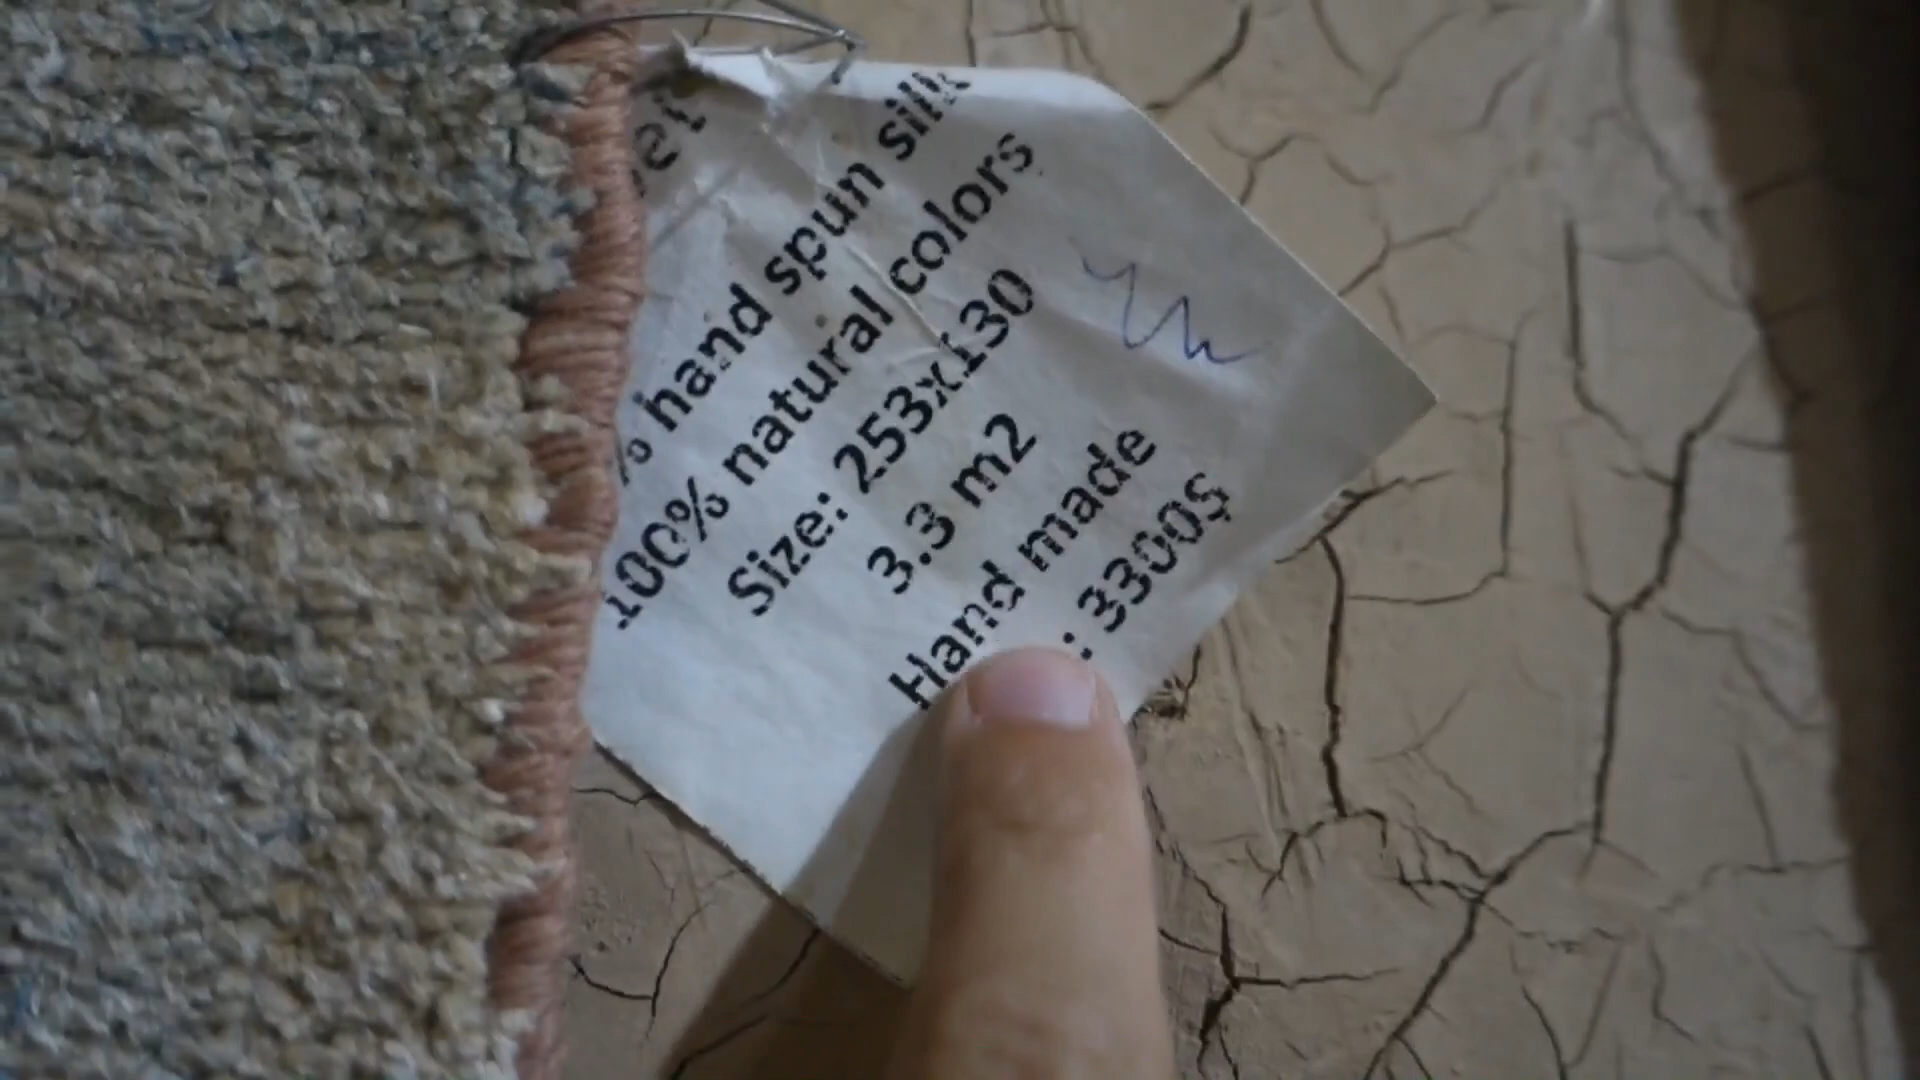 % hand spun silk
100% natural colors
Size: 253x130
3.3 m2
Hand made
: 3300$